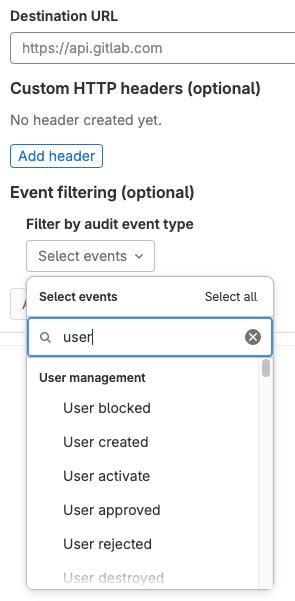 Destination URL
https://api.gitlab.com
Custom HTTP headers (optional)
No header created yet.
Add header
Event filtering (optional)
Filter by audit event type
Select events
Select events Select all
user
User management
User blocked
User created
User activate
User approved
User rejected
User destroyed